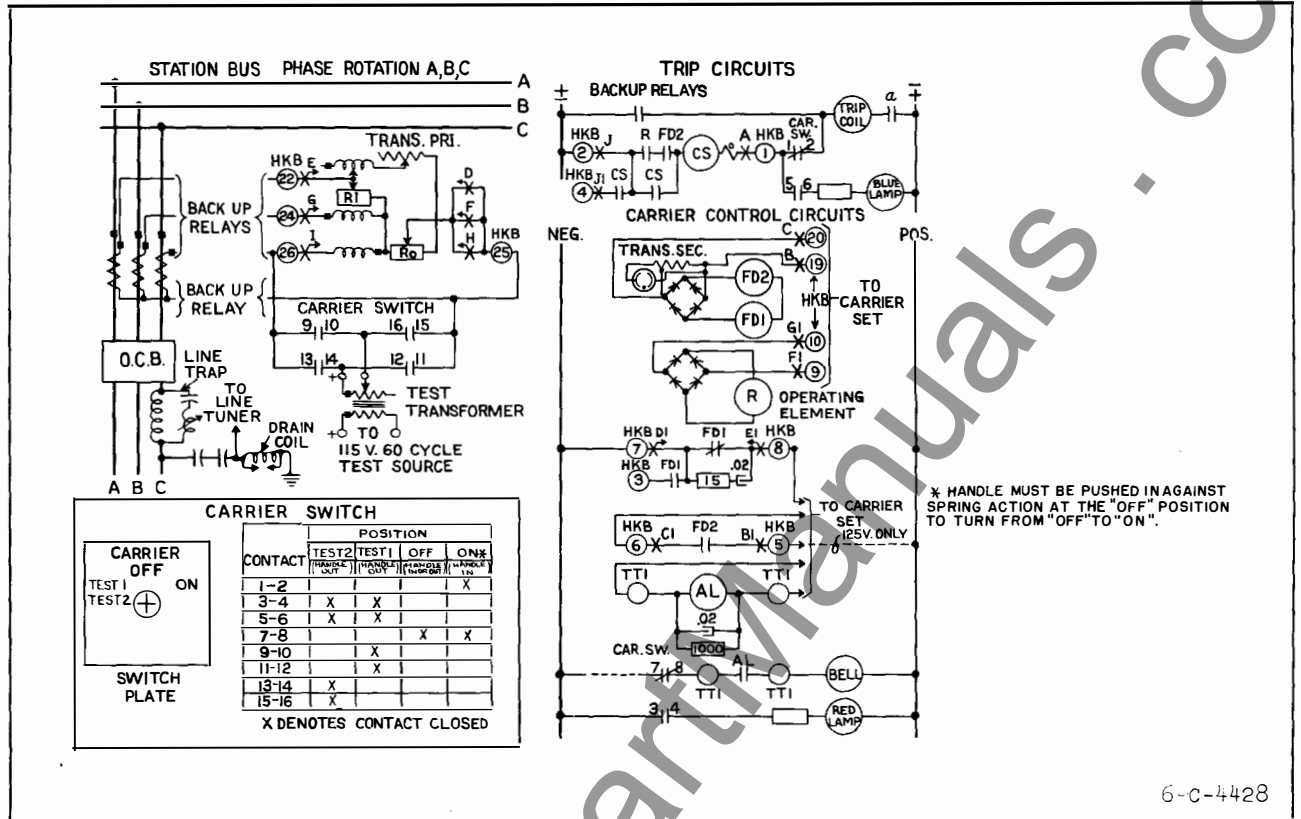 STATION BUS PHASE ROTATION A,B,C
A
B
C
TRANS. PRI.
HKB E
22
R1
G
24
I
26
R0
D
F
H
HKB
25
BACK UP
RELAYS
BACK UP
RELAY
CARRIER SWITCH
9 10
16 15
13 14
12 11
+
TEST
TRANSFORMER
+
TO
115 V. 60 CYCLE
TEST SOURCE
O.C.B.
LINE
TRAP
TO
LINE
TUNER
DRAIN
COIL
A B C
TRIP CIRCUITS
BACKUP RELAYS
TRIP
COIL
a
HKB J
2
R FD2
CS
A HKB
1
CAR.
SW.
1 2
HKB J1
4
CS
CS
5 6
BLUE
LAMP
CARRIER CONTROL CIRCUITS
NEG.
POS.
C
20
TRANS. SEC.
B
19
FD2
FD1
HKB
TO
CARRIER
SET
G1
10
F1
9
R
OPERATING
ELEMENT
HKB D1
7
FD1
E1 HKB
8
HKB
3
FD1
15
.02
TO CARRIER
SET
125V. ONLY
HKB
6
C1
FD2
B1
HKB
5
TT1
AL
TT1
.02
1000
CAR. SW.
7 8
TT1
AL
TT1
BELL
3 4
RED
LAMP
* HANDLE MUST BE PUSHED IN AGAINST
SPRING ACTION AT THE "OFF" POSITION
TO TURN FROM "OFF" TO "ON".
CARRIER SWITCH
CARRIER
OFF
TEST 1 ON
TEST 2
SWITCH
PLATE
POSITION
CONTACT TEST2 TEST1 OFF ON*
(HANDLE OUT) (HANDLE OUT) (HANDLE IN OR OUT) (HANDLE IN)
1-2 X
3-4 X X
5-6 X X
7-8 X X
9-10 X
11-12 X
13-14 X
15-16 X
X DENOTES CONTACT CLOSED
6-C-4428
artManuals . co